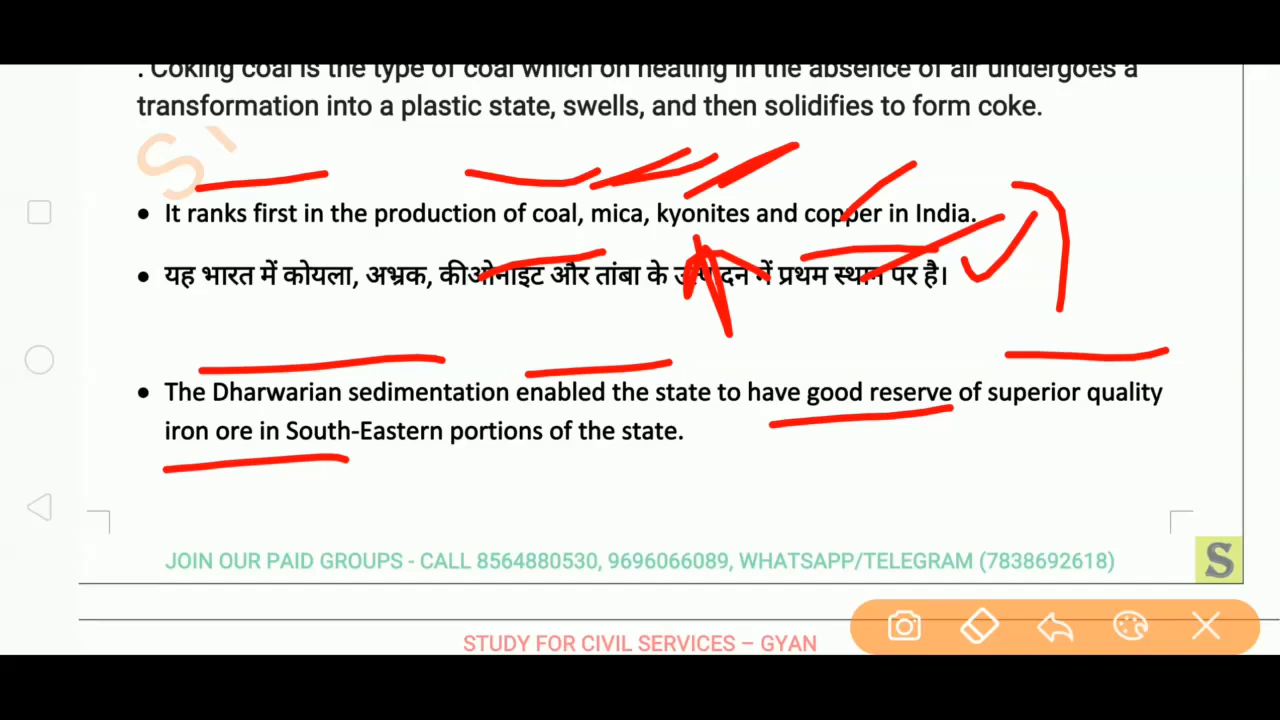 . Coking coal is the type of coal which on heating in the absence of air undergoes a
transformation into a plastic state, swells, and then solidifies to form coke.
S
• It ranks first in the production of coal, mica, kyonites and copper in India.
• यह भारत में कोयला, अभ्रक, कीओनाइट और तांबा के उत्पादन में प्रथम स्थान पर है।
• The Dharwarian sedimentation enabled the state to have good reserve of superior quality
iron ore in South-Eastern portions of the state.
JOIN OUR PAID GROUPS - CALL 8564880530, 9696066089, WHATSAPP/TELEGRAM (7838692618)
S
STUDY FOR CIVIL SERVICES – GYAN